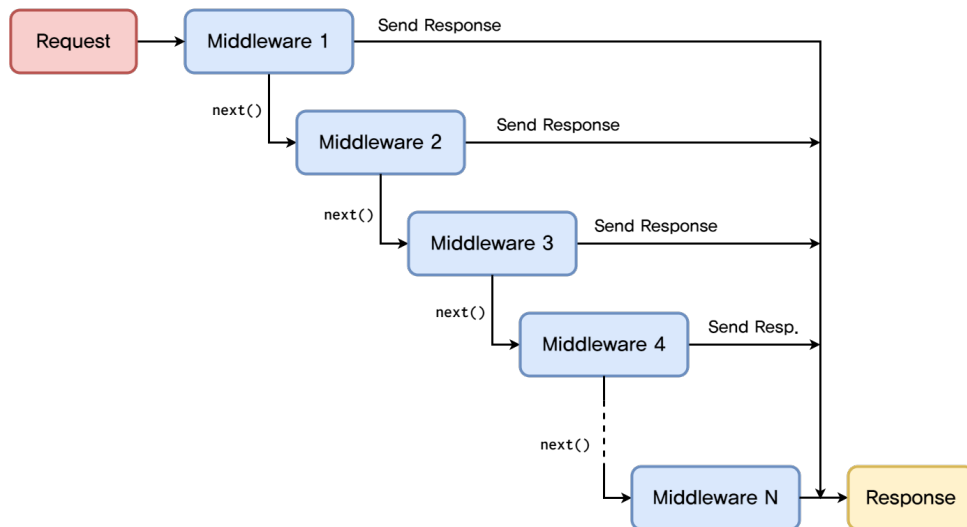 Request
Middleware 1
Send Response
next()
Middleware 2
Send Response
next()
Middleware 3
Send Response
next()
Middleware 4
Send Resp.
next()
Middleware N
Response